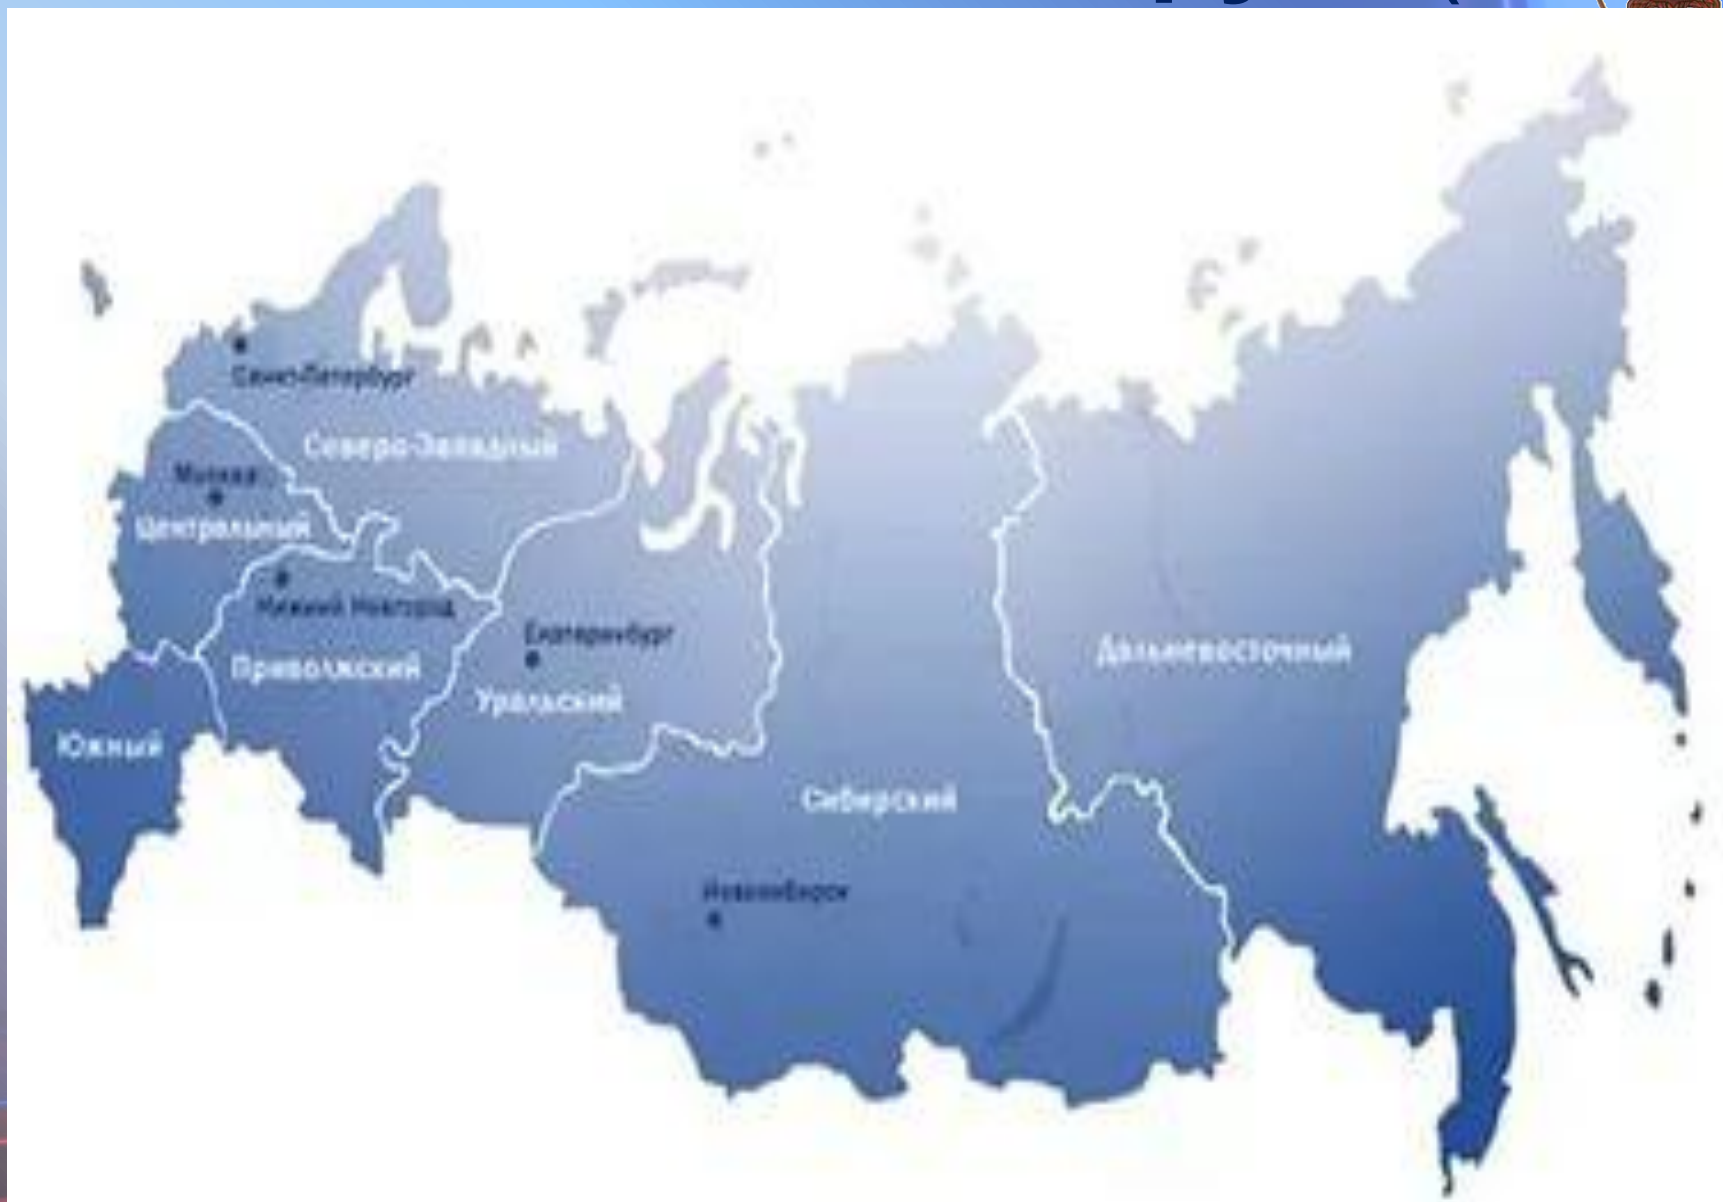 Санкт-Петербург
Северо-Западный
Москва
Центральный
Нижний Новгород
Екатеринбург
Приволжский
Уральский
Дальневосточный
Южный
Сибирский
Новосибирск